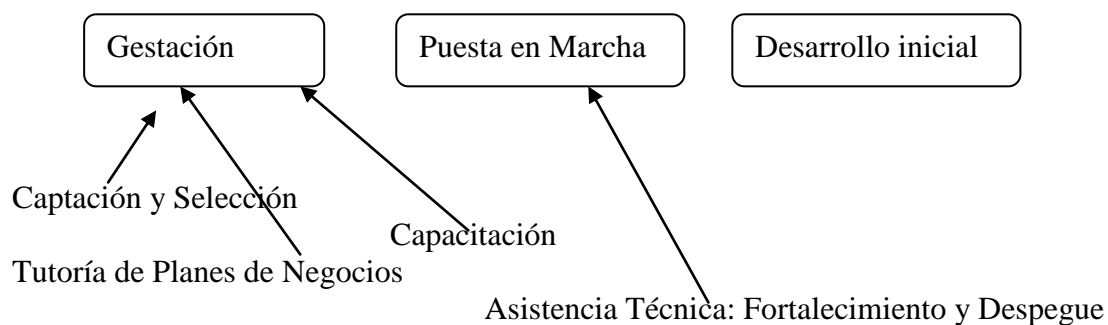 Gestación
Puesta en Marcha
Desarrollo inicial
Captación y Selección
Capacitación
Tutoría de Planes de Negocios
Asistencia Técnica: Fortalecimiento y Despegue